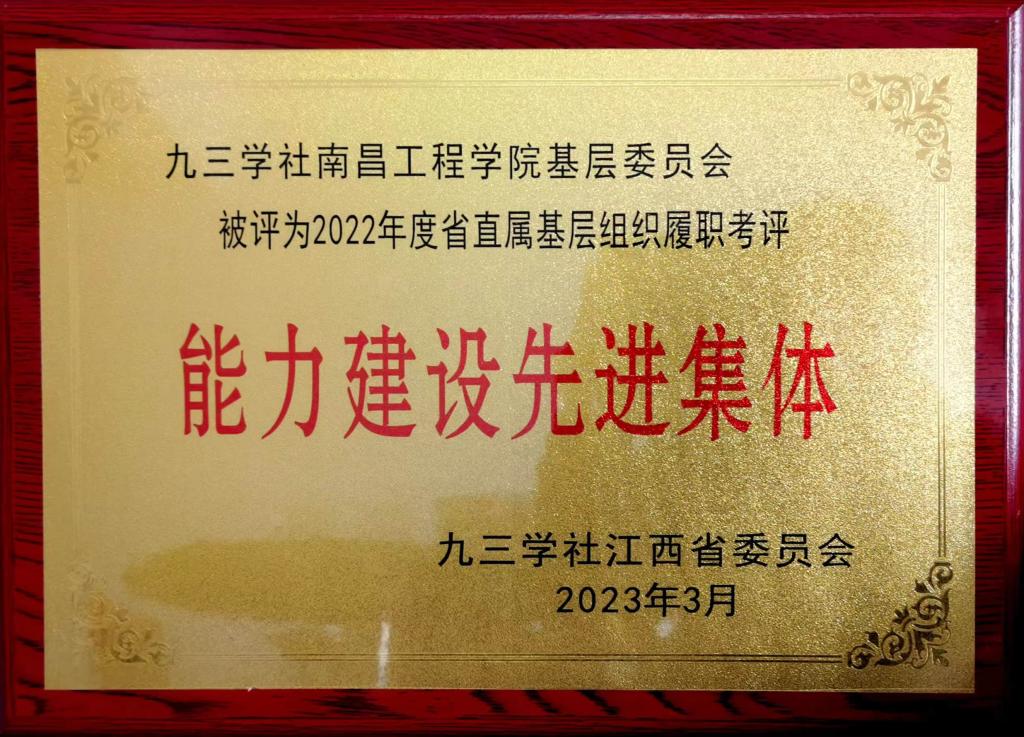 九三学社南昌工程学院基层委员会
被评为2022年度省直属基层组织履职考评
能力建设先进集体
九三学社江西省委员会
2023年3月